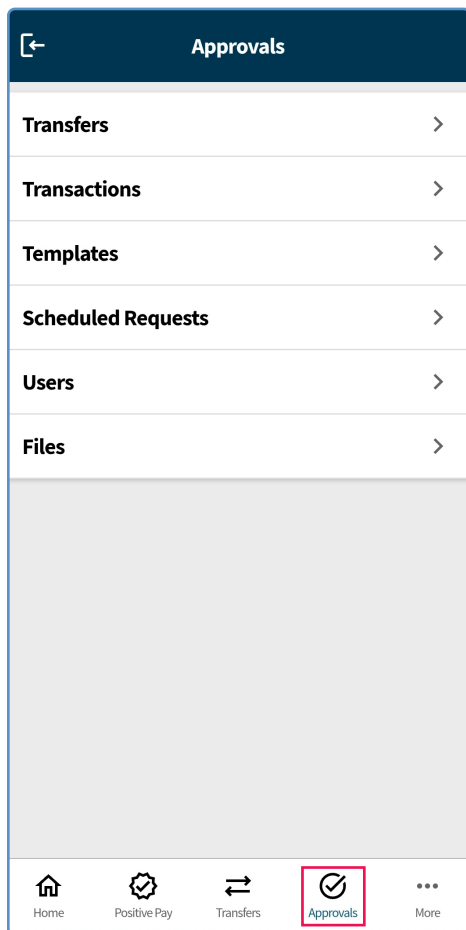 Approvals
Transfers
Transactions
Templates
Scheduled Requests
Users
Files
Home
Positive Pay
Transfers
Approvals
More